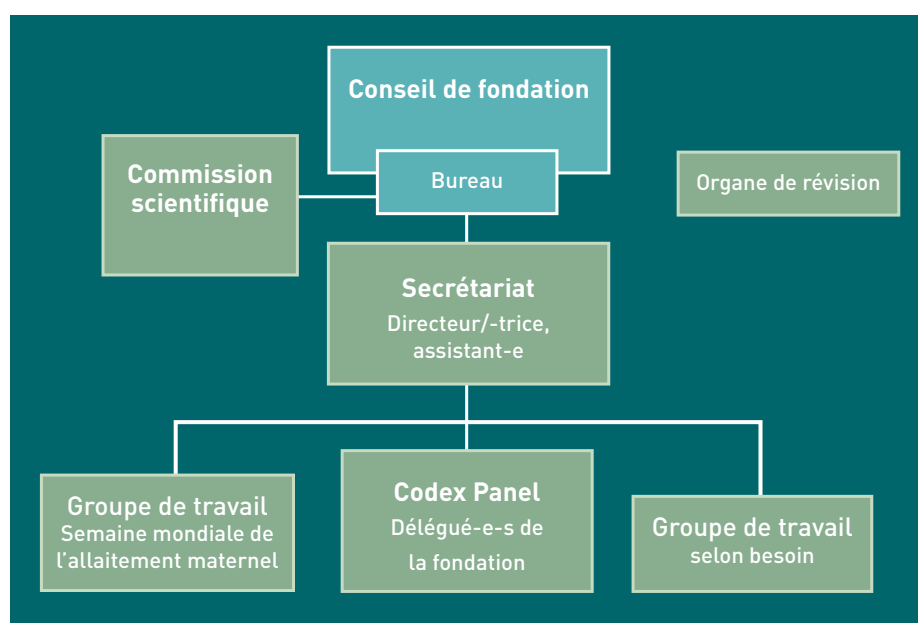 Conseil de fondation
Commission
scientifique
Bureau
Organe de révision
Secrétariat
Directeur/-trice,
assistant-e
Groupe de travail
Semaine mondiale de
l'allaitement maternel
Codex Panel
Délégué-e-s de
la fondation
Groupe de travail
selon besoin